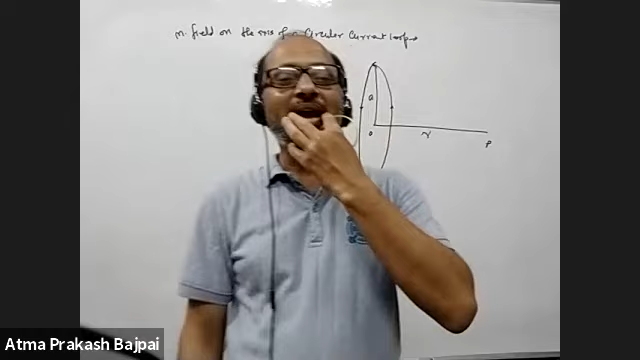 m. field on the axis of a Circular Current loop
a
o
r
P
Atma Prakash Bajpai